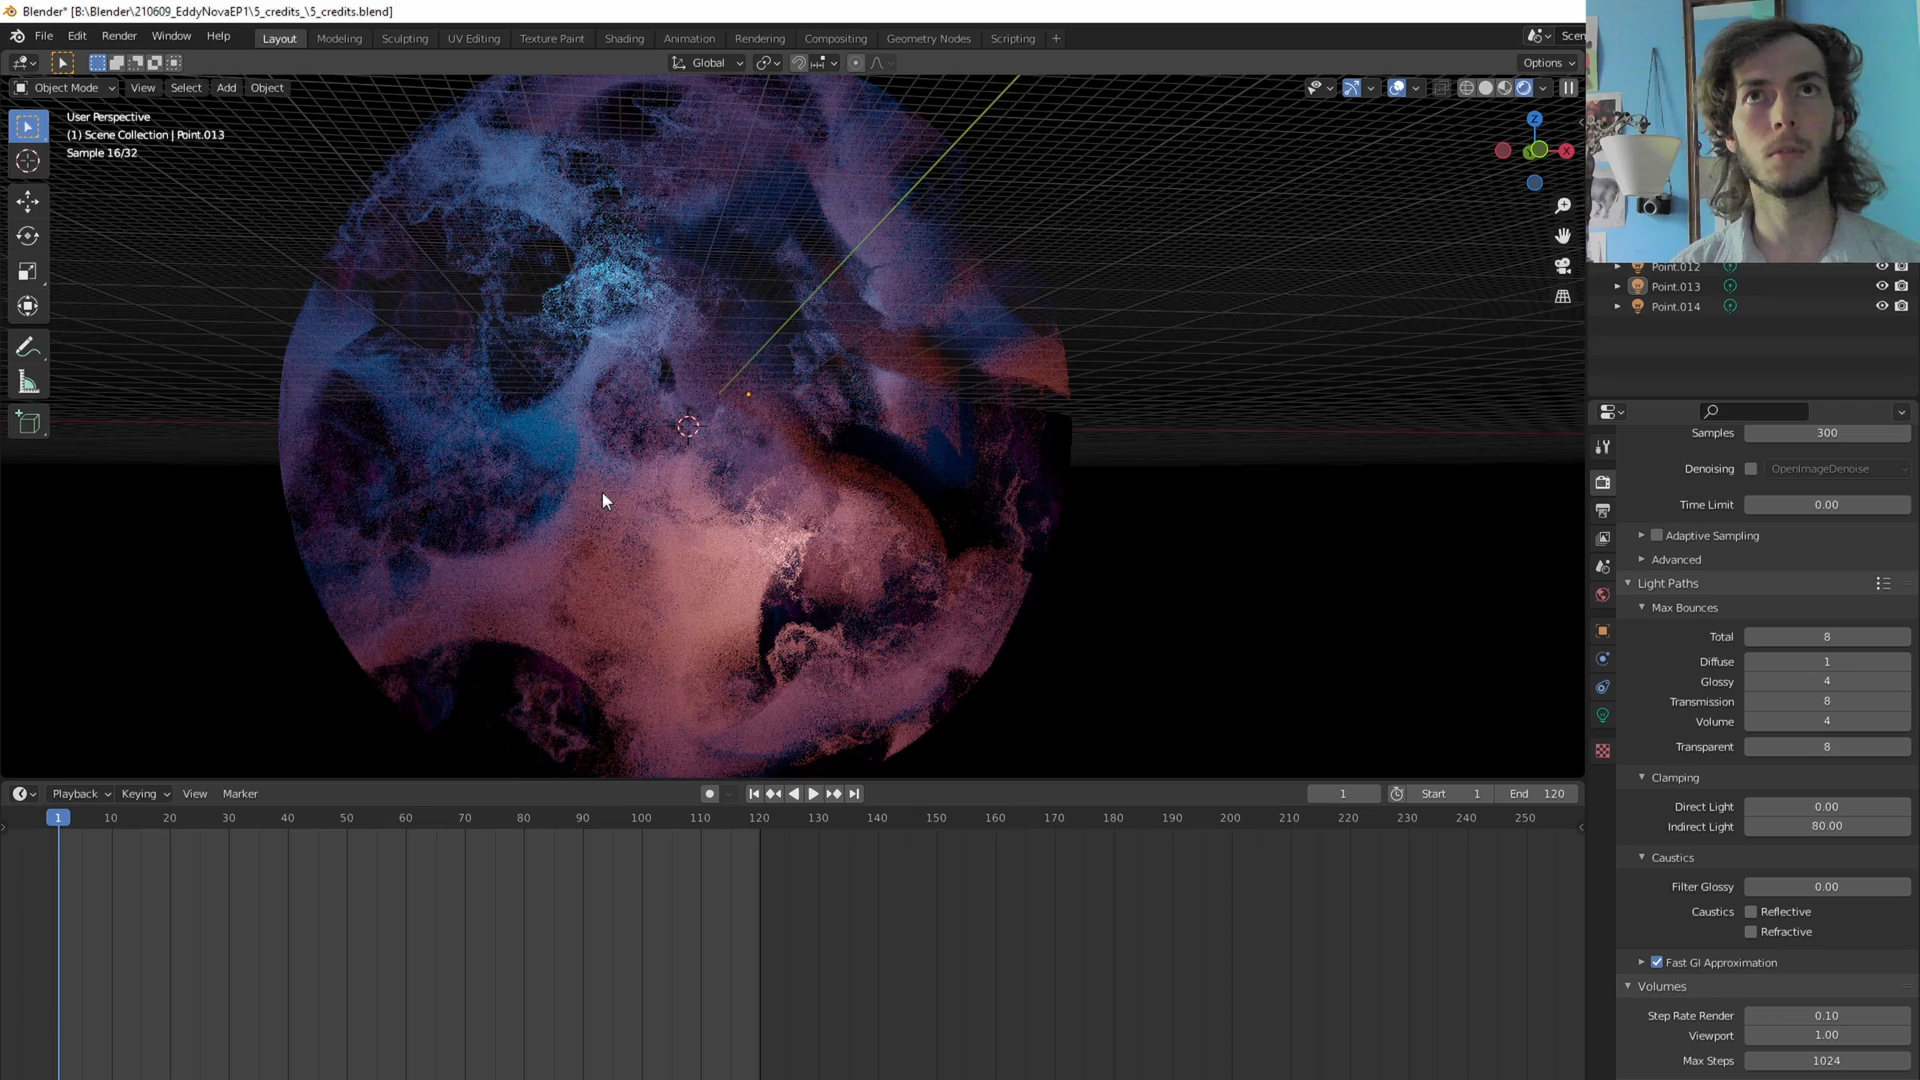 Blender* [B:\Blender\210609_EddyNovaEP1\5_credits_\5_credits.blend]
File Edit Render Window Help Layout Modeling Sculpting UV Editing Texture Paint Shading Animation Rendering Compositing Geometry Nodes Scripting + Scen
Global Options
Object Mode View Select Add Object
User Perspective
(1) Scene Collection | Point.013
Sample 16/32
Z
X
Point.012
Point.013
Point.014
Samples 300
Denoising OpenImageDenoise
Time Limit 0.00
Adaptive Sampling
Advanced
Light Paths
Max Bounces
Total 8
Diffuse 1
Glossy 4
Transmission 8
Volume 4
Transparent 8
Clamping
Direct Light 0.00
Indirect Light 80.00
Caustics
Filter Glossy 0.00
Caustics Reflective
Refractive
Fast GI Approximation
Volumes
Step Rate Render 0.10
Viewport 1.00
Max Steps 1024
Playback Keying View Marker 1 Start 1 End 120
1 10 20 30 40 50 60 70 80 90 100 110 120 130 140 150 160 170 180 190 200 210 220 230 240 250